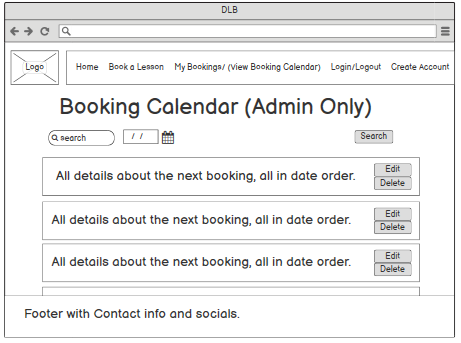 DLB
Logo
Home Book a Lesson My Bookings/ (View Booking Calendar) Login/Logout Create Account
Booking Calendar (Admin Only)
search / / Search
All details about the next booking, all in date order. Edit
Delete
All details about the next booking, all in date order. Edit
Delete
All details about the next booking, all in date order. Edit
Delete
Footer with Contact info and socials.